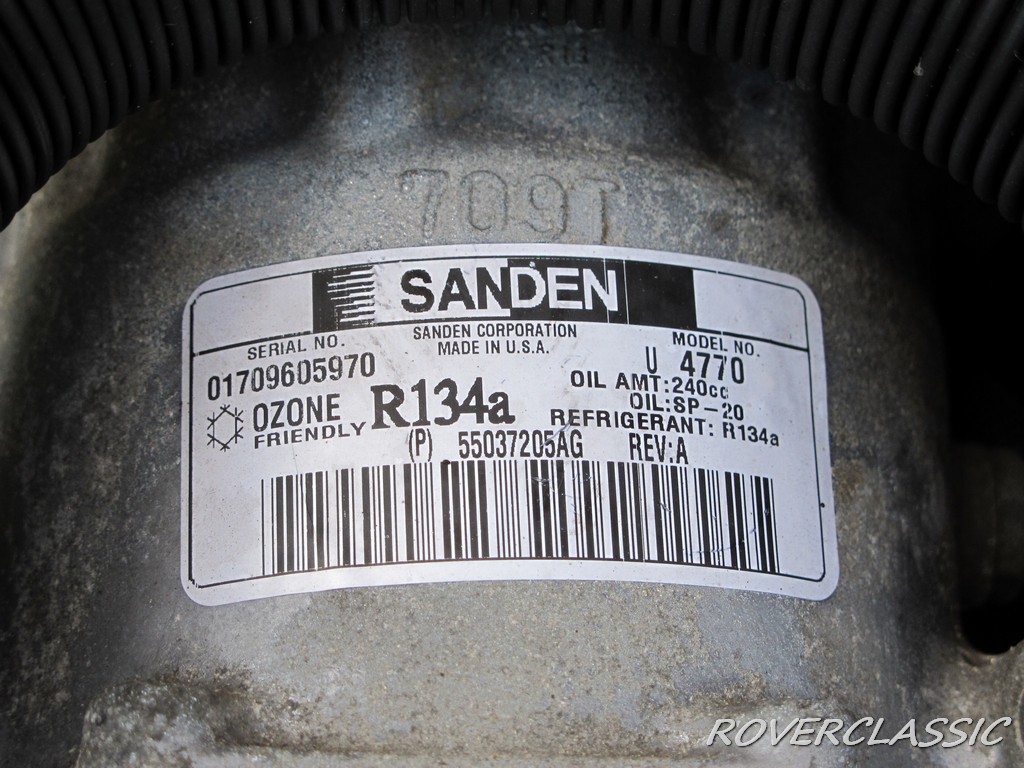 709T
SANDEN
SANDEN CORPORATION
MADE IN U.S.A.
SERIAL NO.
01709605970
MODEL NO.
U 4770
OIL AMT:240cc
OIL:SP-20
REFRIGERANT: R134a
OZONE
FRIENDLY
R134a
(P) 55037205AG REV:A
ROVERCLASSIC